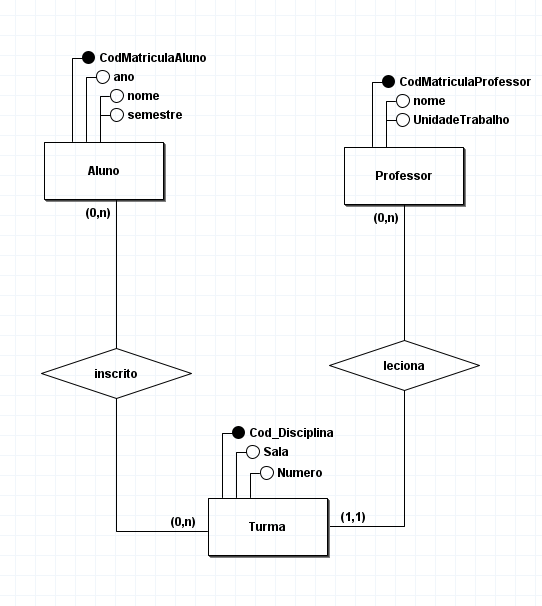 CodMatriculaAluno
ano
nome
semestre
Aluno
(0,n)
CodMatriculaProfessor
nome
UnidadeTrabalho
Professor
(0,n)
inscrito
leciona
Cod_Disciplina
Sala
Numero
(0,n)
Turma
(1,1)